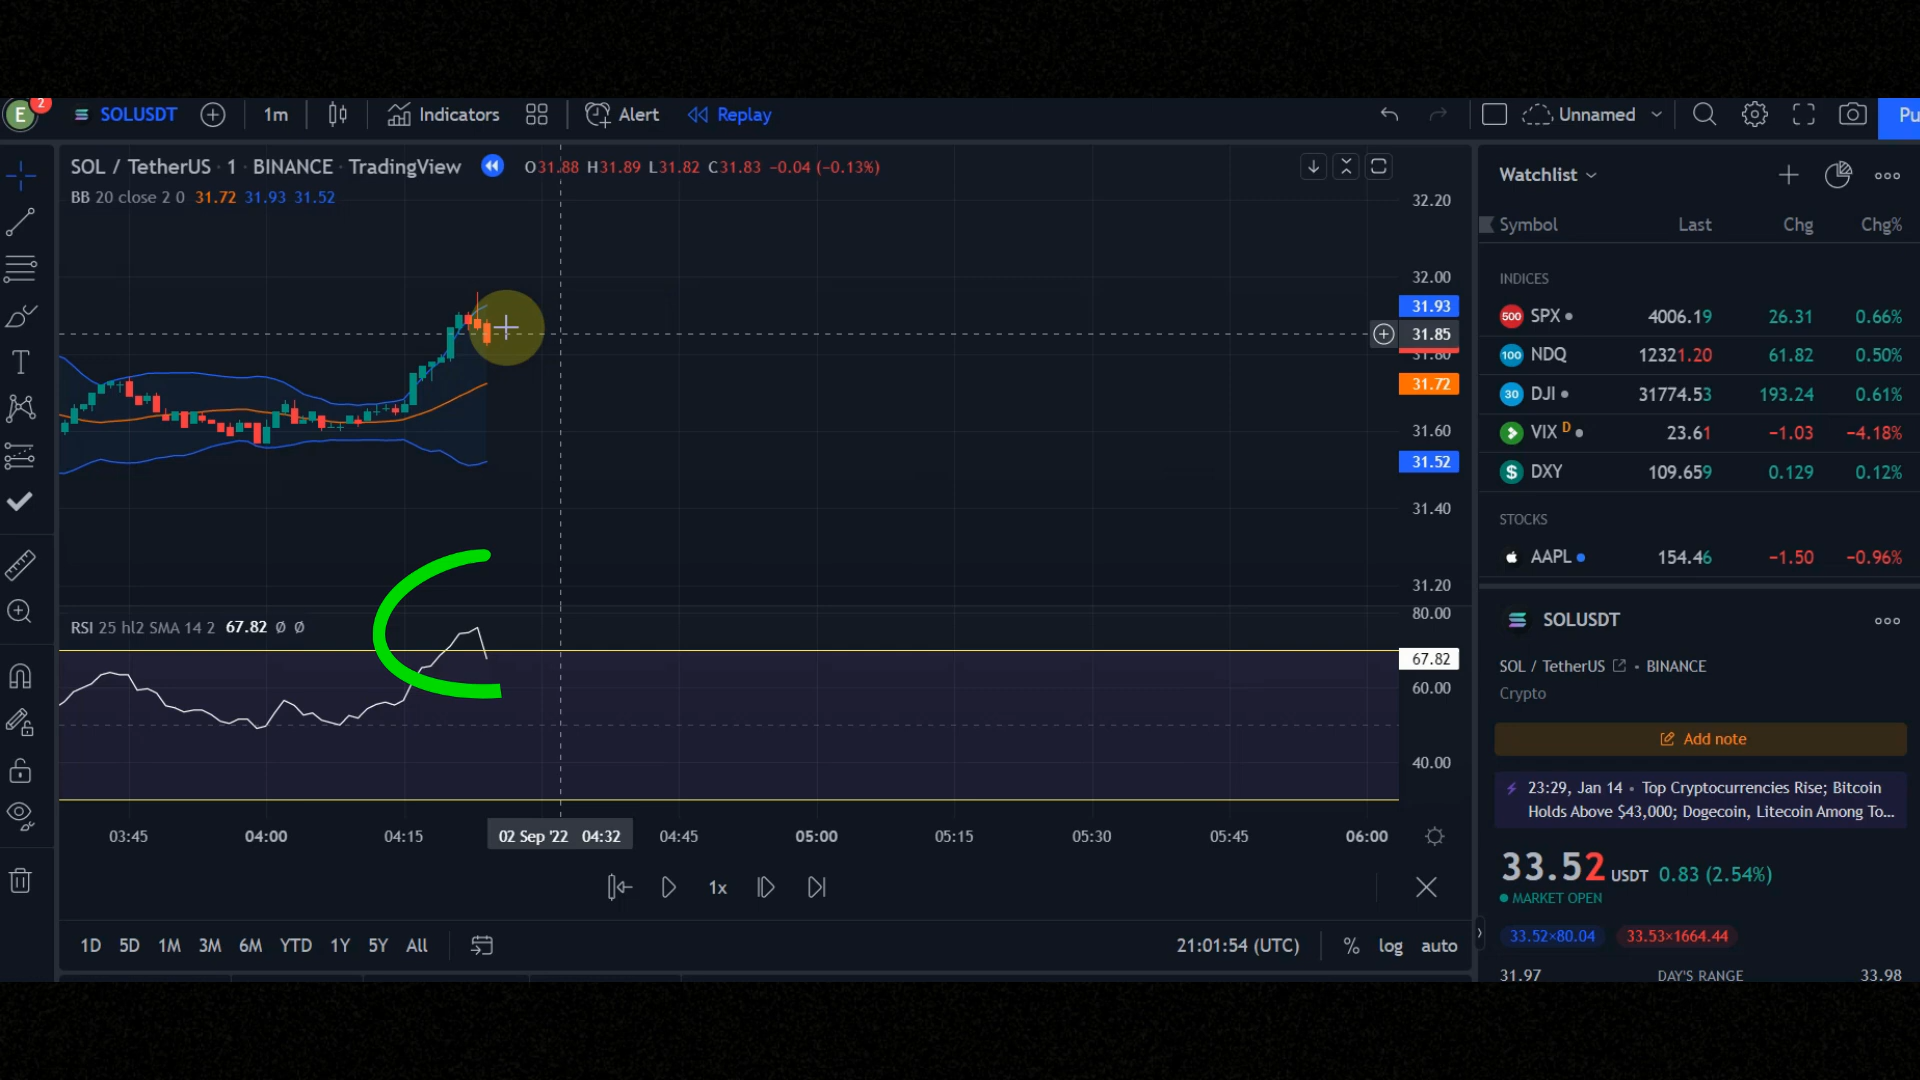 E 2 SOLUSDT 1m Indicators Alert Replay Unnamed Pu
SOL / TetherUS · 1 · BINANCE · TradingView O31.88 H31.89 L31.82 C31.83 −0.04 (−0.13%)
BB 20 close 2 0 31.72 31.93 31.52
32.20
32.00
31.93
31.85
31.80
31.72
31.60
31.52
31.40
31.20
RSI 25 hl2 SMA 14 2 67.82 Ø Ø
80.00
67.82
60.00
40.00
03:45 04:00 04:15 02 Sep '22 04:32 04:45 05:00 05:15 05:30 05:45 06:00
1x
1D 5D 1M 3M 6M YTD 1Y 5Y All 21:01:54 (UTC) % log auto
Watchlist
Symbol Last Chg Chg%
INDICES
500 SPX 4006.19 26.31 0.66%
100 NDQ 12321.20 61.82 0.50%
30 DJI 31774.53 193.24 0.61%
VIX D 23.61 −1.03 −4.18%
$ DXY 109.659 0.129 0.12%
STOCKS
AAPL 154.46 −1.50 −0.96%
SOLUSDT
SOL / TetherUS • BINANCE
Crypto
Add note
23:29, Jan 14 • Top Cryptocurrencies Rise; Bitcoin
Holds Above $43,000; Dogecoin, Litecoin Among To...
33.52 USDT 0.83 (2.54%)
MARKET OPEN
33.52×80.04 33.53×1664.44
31.97 DAY'S RANGE 33.98